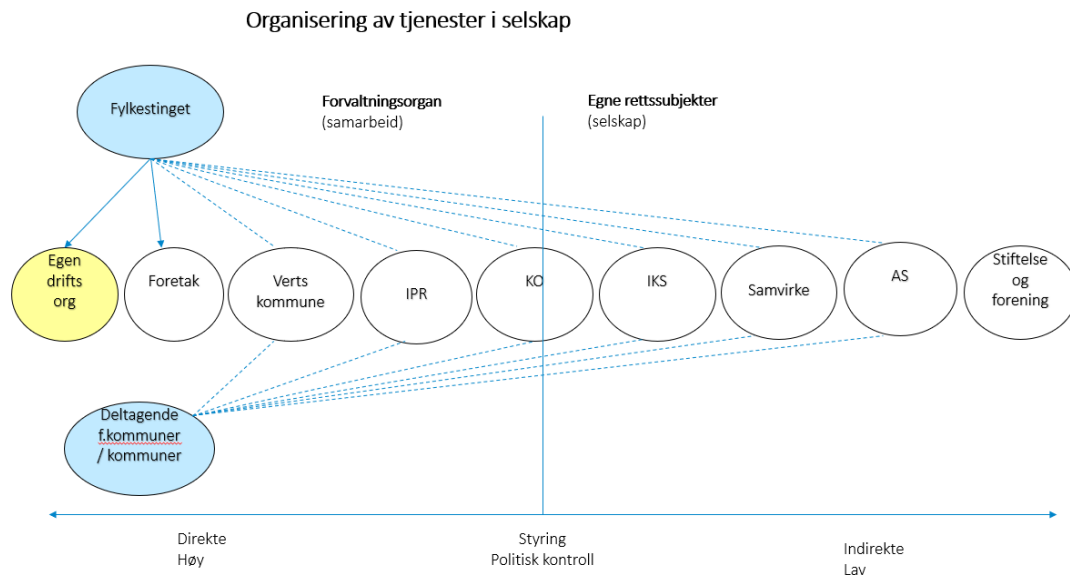 Organisering av tjenester i selskap
Fylkestinget
Forvaltningsorgan
(samarbeid)
Egne rettssubjekter
(selskap)
Egen
drifts
org
Foretak
Verts
kommune
IPR
KO
IKS
Samvirke
AS
Stiftelse
og
forening
Deltagende
f.kommuner
/ kommuner
Direkte
Høy
Styring
Politisk kontroll
Indirekte
Lav